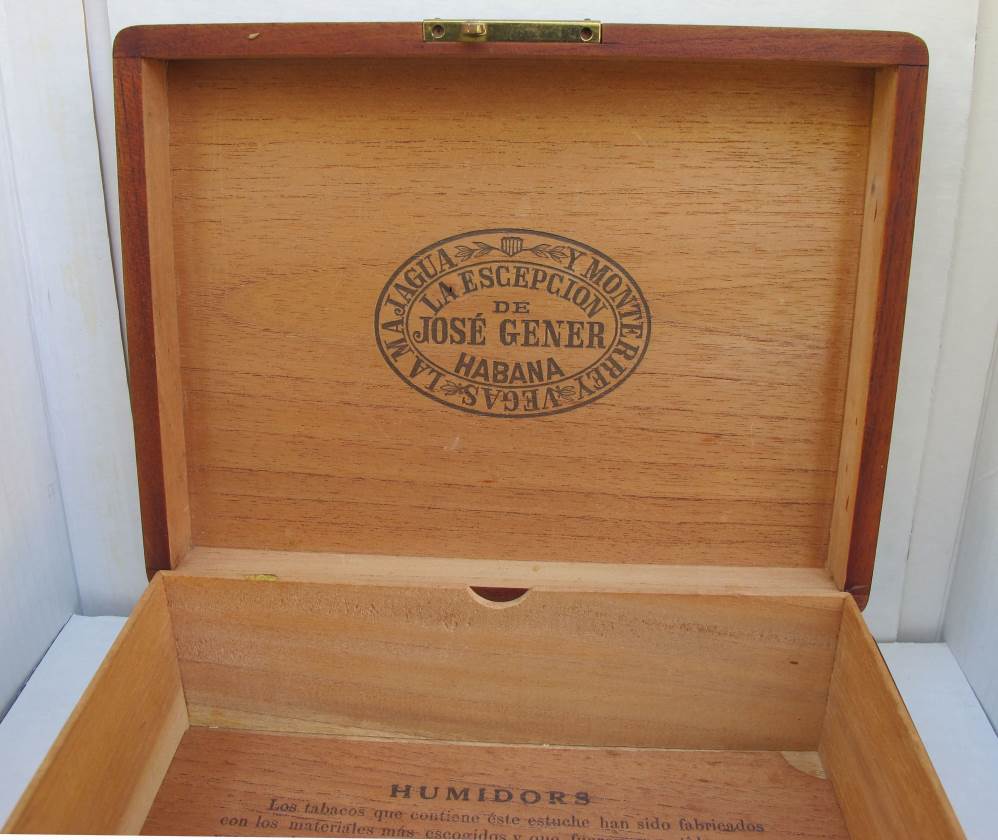 LA MAJAGUA Y MONTERREY VEGAS
LA ESCEPCION
DE
JOSÉ GENER
HABANA
HUMIDORS
Los tabacos que contiene éste estuche han sido fabricados
con los materiales más escogidos y que